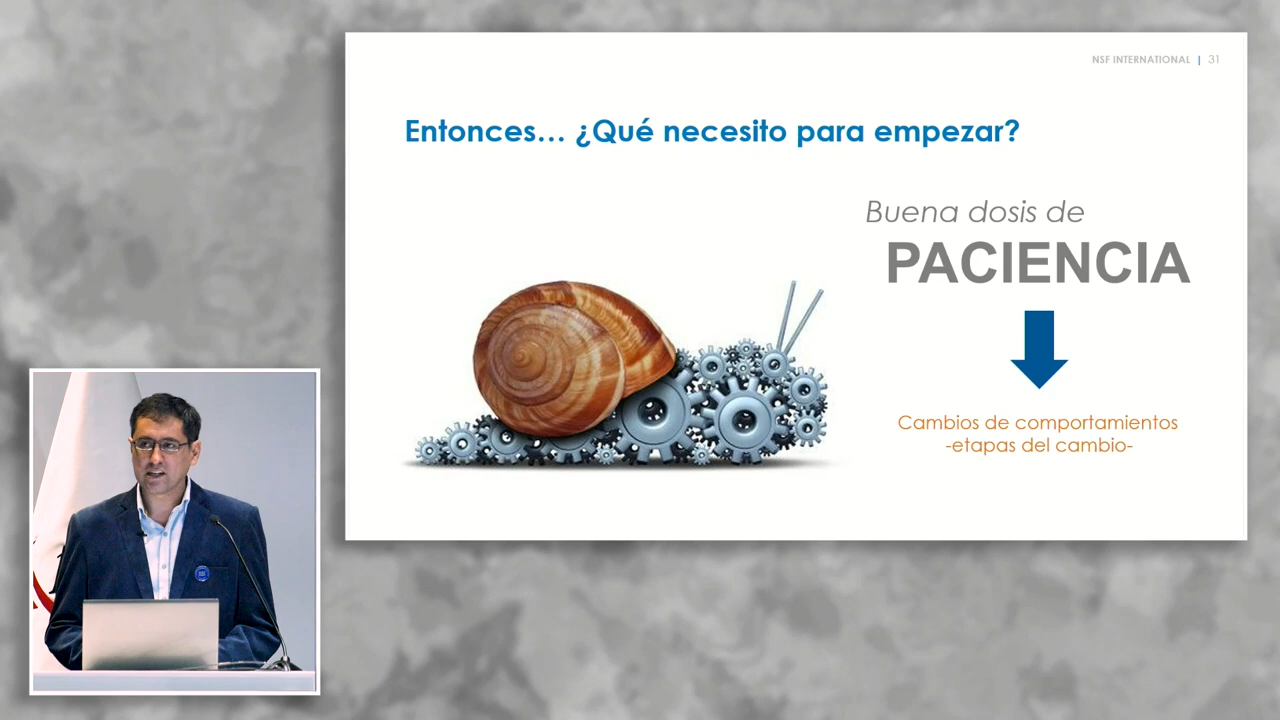 NSF INTERNATIONAL | 31
Entonces... ¿Qué necesito para empezar?
Buena dosis de
PACIENCIA
Cambios de comportamientos
-etapas del cambio-